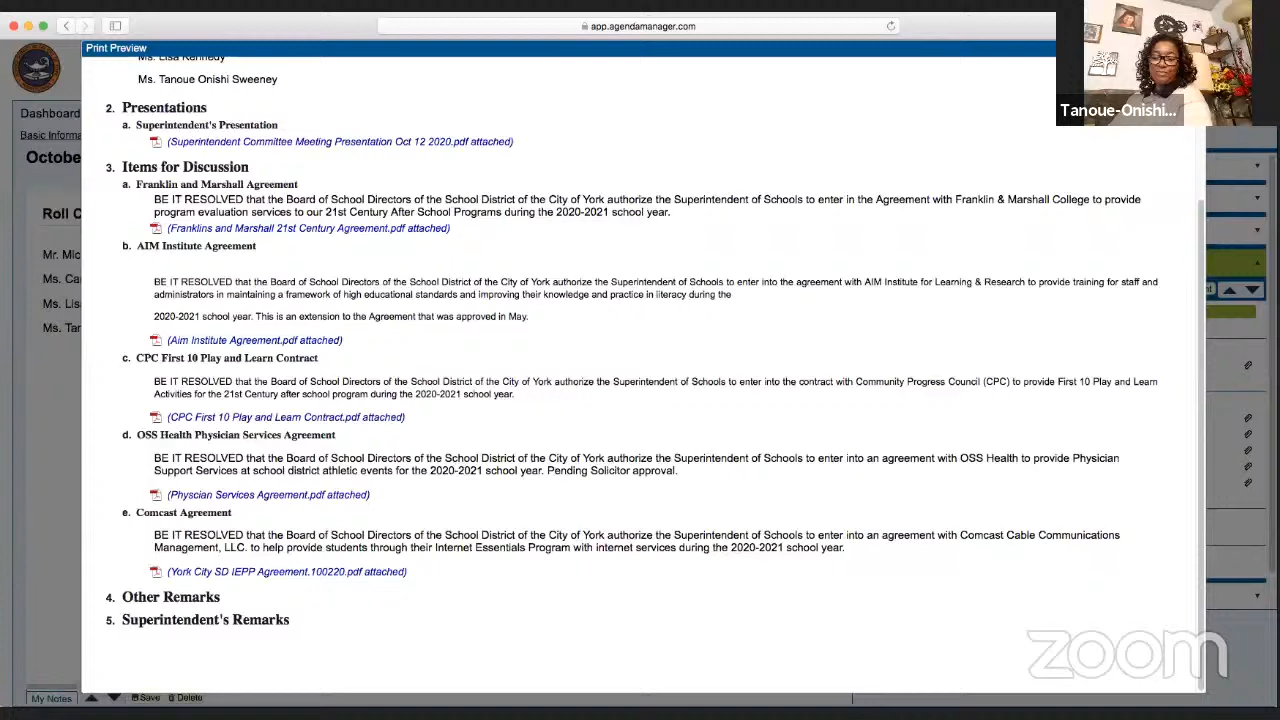 app.agendamanager.com
Print Preview
Ms. Lisa Kennedy
Ms. Tanoue Onishi Sweeney
2. Presentations
a. Superintendent's Presentation
(Superintendent Committee Meeting Presentation Oct 12 2020.pdf attached)
3. Items for Discussion
a. Franklin and Marshall Agreement
BE IT RESOLVED that the Board of School Directors of the School District of the City of York authorize the Superintendent of Schools to enter in the Agreement with Franklin & Marshall College to provide
program evaluation services to our 21st Century After School Programs during the 2020-2021 school year.
(Franklins and Marshall 21st Century Agreement.pdf attached)
b. AIM Institute Agreement
BE IT RESOLVED that the Board of School Directors of the School District of the City of York authorize the Superintendent of Schools to enter into the agreement with AIM Institute for Learning & Research to provide training for staff and
administrators in maintaining a framework of high educational standards and improving their knowledge and practice in literacy during the
2020-2021 school year. This is an extension to the Agreement that was approved in May.
(Aim Institute Agreement.pdf attached)
c. CPC First 10 Play and Learn Contract
BE IT RESOLVED that the Board of School Directors of the School District of the City of York authorize the Superintendent of Schools to enter into the contract with Community Progress Council (CPC) to provide First 10 Play and Learn
Activities for the 21st Century after school program during the 2020-2021 school year.
(CPC First 10 Play and Learn Contract.pdf attached)
d. OSS Health Physician Services Agreement
BE IT RESOLVED that the Board of School Directors of the School District of the City of York authorize the Superintendent of Schools to enter into an agreement with OSS Health to provide Physician
Support Services at school district athletic events for the 2020-2021 school year. Pending Solicitor approval.
(Physcian Services Agreement.pdf attached)
e. Comcast Agreement
BE IT RESOLVED that the Board of School Directors of the School District of the City of York authorize the Superintendent of Schools to enter into an agreement with Comcast Cable Communications
Management, LLC. to help provide students through their Internet Essentials Program with internet services during the 2020-2021 school year.
(York City SD IEPP Agreement.100220.pdf attached)
4. Other Remarks
5. Superintendent's Remarks
Dashboard
Basic Informa
Octobe
Roll C
Mr. Mic
Ms. Ca
Ms. Lis
Ms. Tar
My Notes
Save Delete
Tanoue-Onishi...
zoom